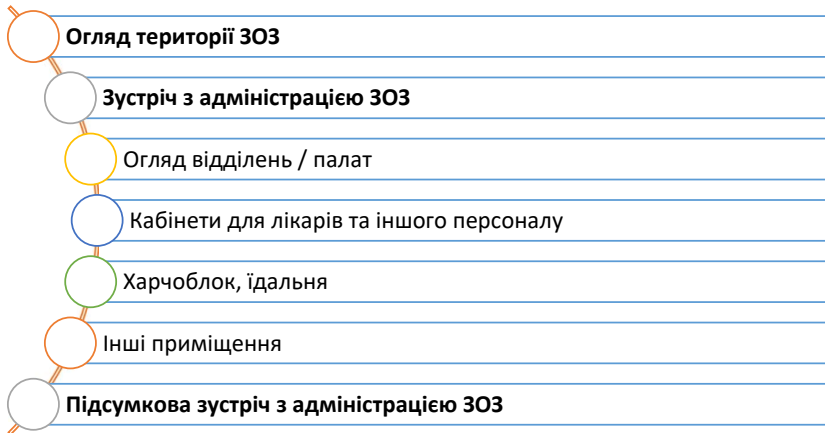 Огляд території ЗОЗ
Зустріч з адміністрацією ЗОЗ
Огляд відділень / палат
Кабінети для лікарів та іншого персоналу
Харчоблок, їдальня
Інші приміщення
Підсумкова зустріч з адміністрацією ЗОЗ